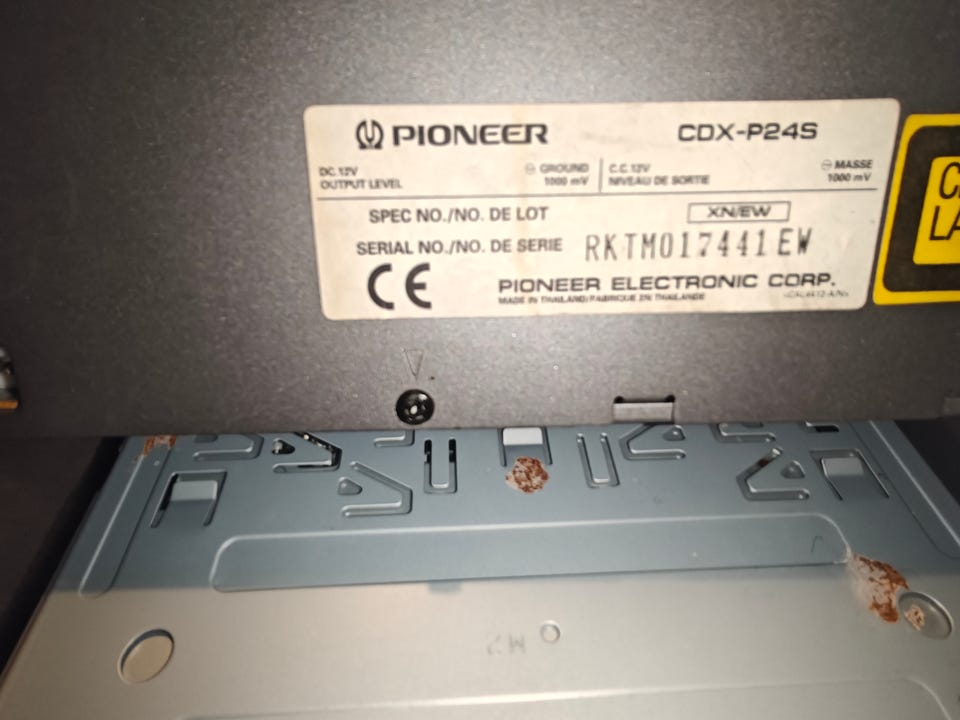 PIONEER CDX-P24S
DC.12V ⊖ GROUND C.C.12V ⊖ MASSE
OUTPUT LEVEL 1000 mV NIVEAU DE SORTIE 1000 mV
SPEC NO./NO. DE LOT XN/EW
SERIAL NO./NO. DE SERIE RKTM017441EW
CE PIONEER ELECTRONIC CORP.
MADE IN THAILAND/FABRIQUE EN THAILANDE